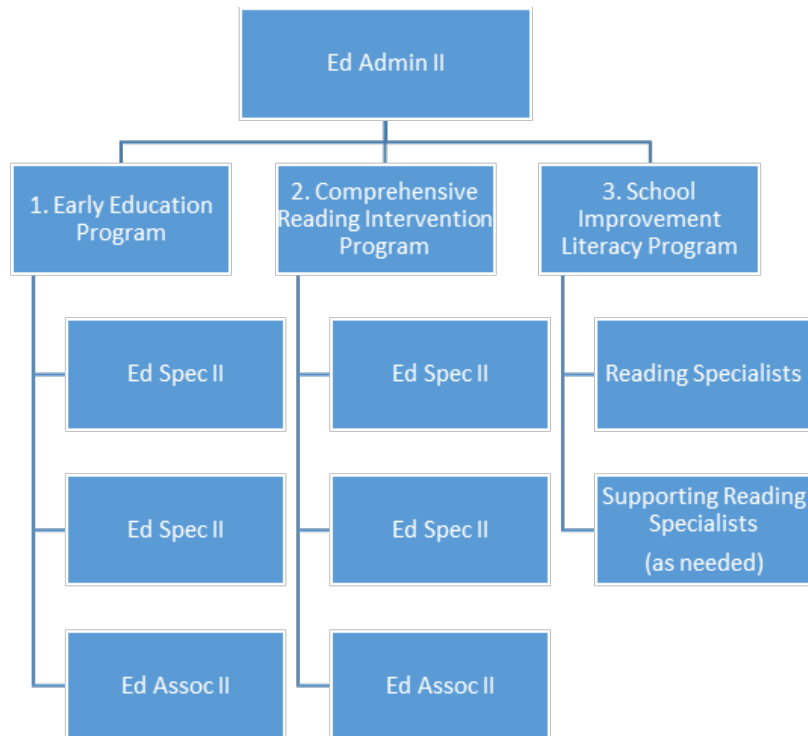 Ed Admin II
1. Early Education
Program
2. Comprehensive
Reading Intervention
Program
3. School
Improvement
Literacy Program
Ed Spec II
Ed Spec II
Ed Assoc II
Ed Spec II
Ed Spec II
Ed Assoc II
Reading Specialists
Supporting Reading
Specialists
(as needed)